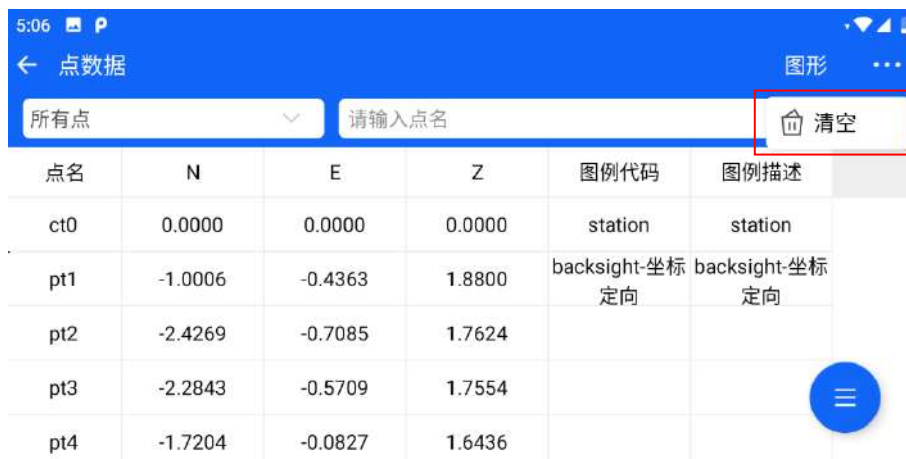 5:06
点数据 图形
所有点 请输入点名 清空
点名 N E Z 图例代码 图例描述
ct0 0.0000 0.0000 0.0000 station station
pt1 -1.0006 -0.4363 1.8800 backsight-坐标定向 backsight-坐标定向
pt2 -2.4269 -0.7085 1.7624
pt3 -2.2843 -0.5709 1.7554
pt4 -1.7204 -0.0827 1.6436